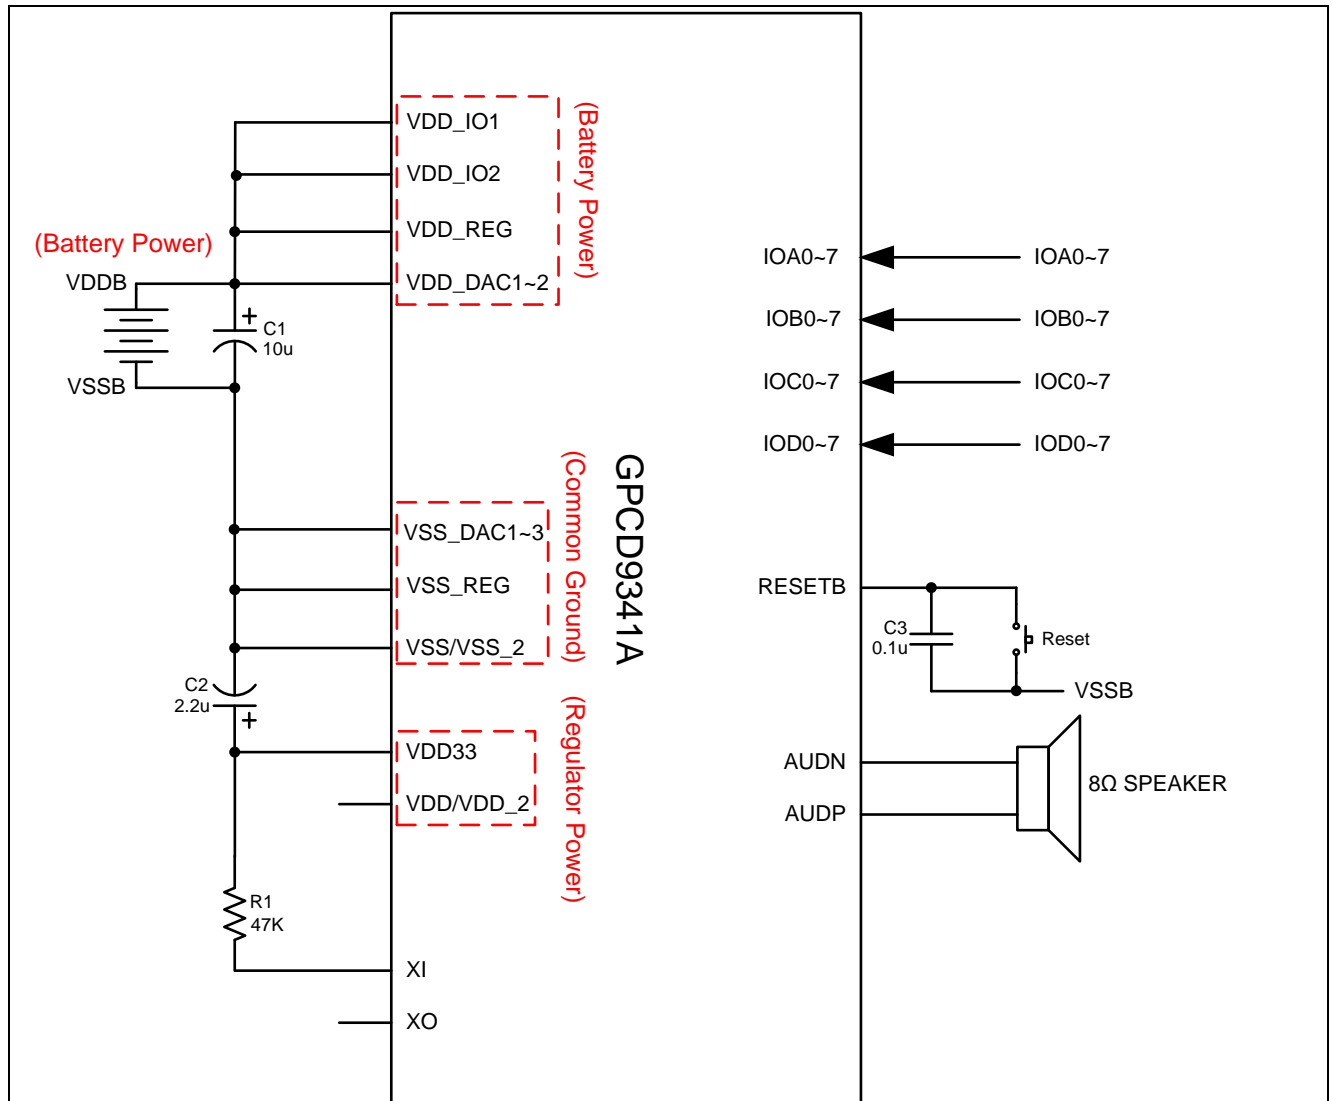 VDD_IO1
VDD_IO2
VDD_REG
VDD_DAC1~2
(Battery Power)
(Battery Power)
VDDB
VSSB
+
C1
10u
IOA0~7
IOA0~7
IOB0~7
IOB0~7
IOC0~7
IOC0~7
IOD0~7
IOD0~7
GPCD9341A
VSS_DAC1~3
VSS_REG
VSS/VSS_2
(Common Ground)
C2
2.2u
+
VDD33
VDD/VDD_2
(Regulator Power)
R1
47K
XI
XO
RESETB
C3
0.1u
Reset
VSSB
AUDN
AUDP
8Ω SPEAKER